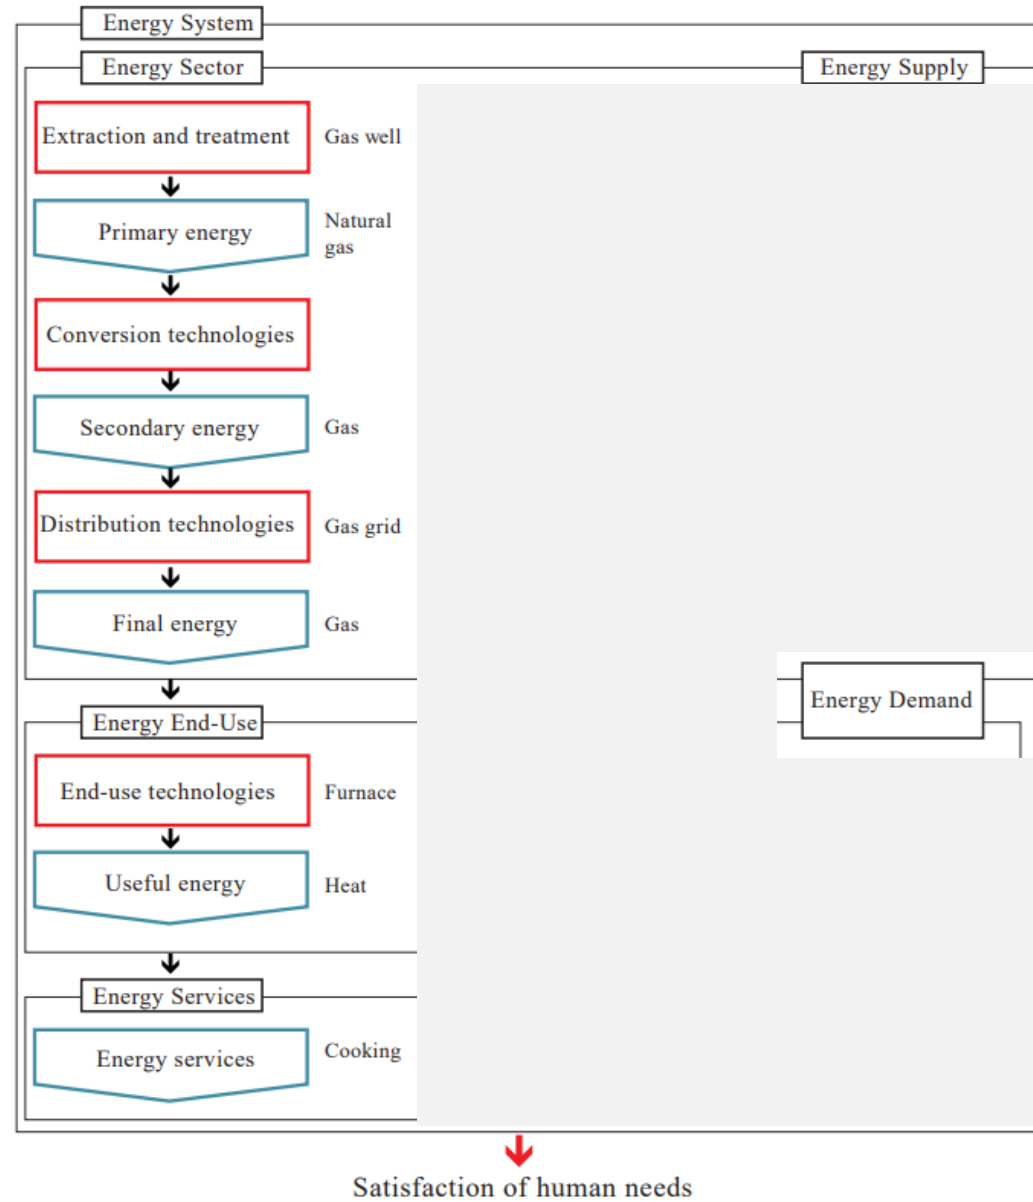 Energy System
Energy Sector
Energy Supply
Extraction and treatment
Gas well
Primary energy
Natural
gas
Conversion technologies
Secondary energy
Gas
Distribution technologies
Gas grid
Final energy
Gas
Energy Demand
Energy End-Use
End-use technologies
Furnace
Useful energy
Heat
Energy Services
Energy services
Cooking
Satisfaction of human needs